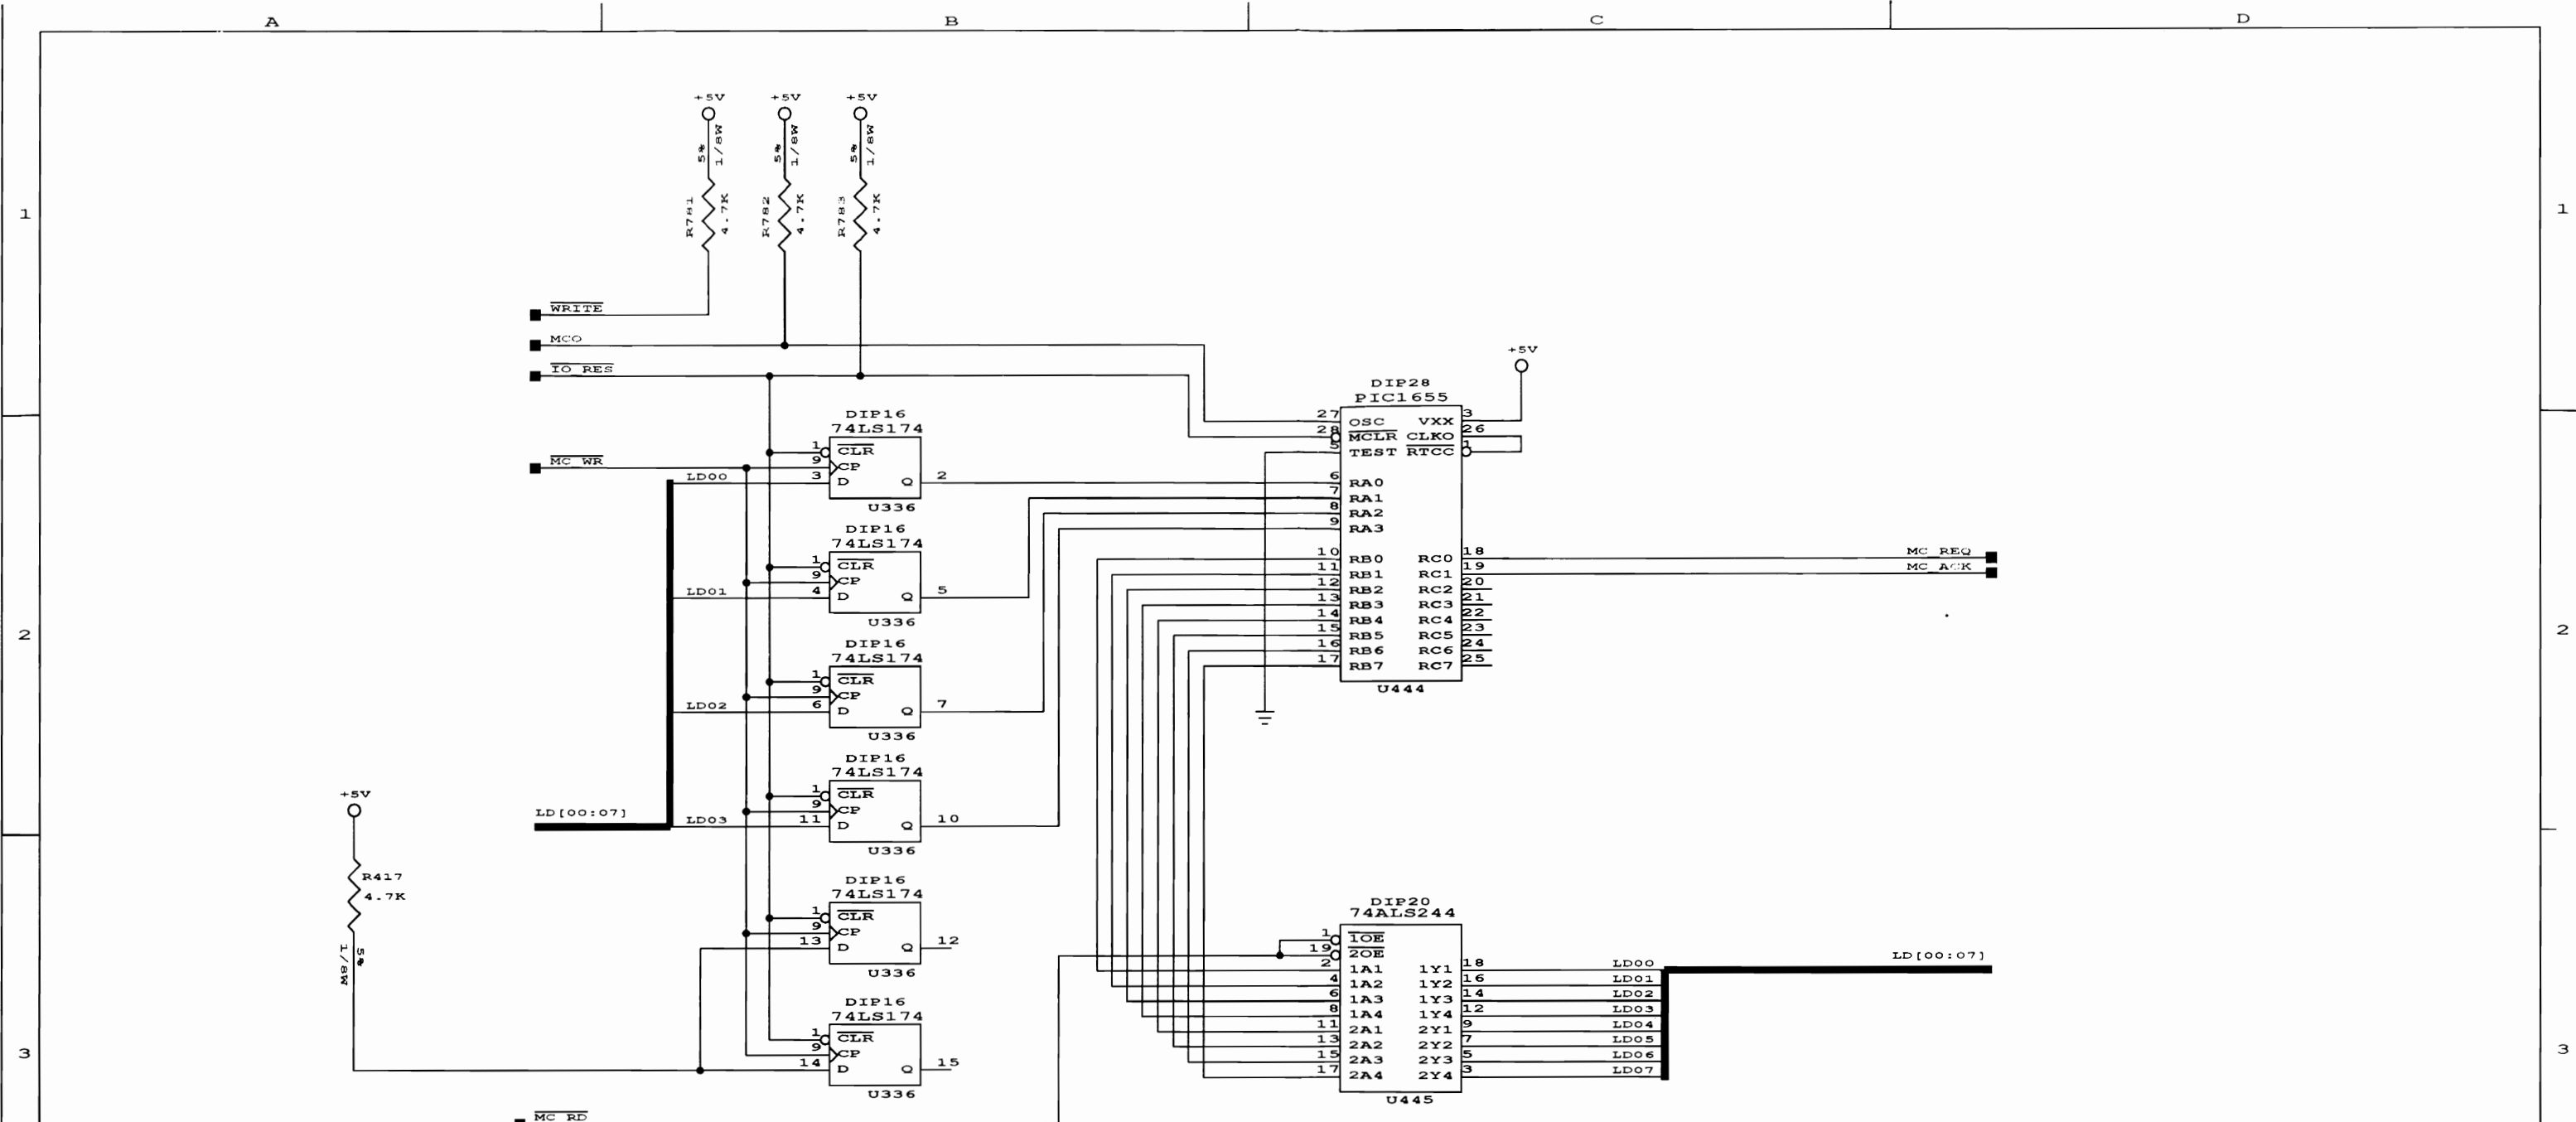 A B C D
+5V +5V +5V
5% 1/8W 5% 1/8W 5% 1/8W
R781 4.7K R782 4.7K R783 4.7K
1 1
WRITE
MCO
IO RES
+5V
DIP28
PIC1655
27 OSC VXX 3
28 MCLR CLKO 26
5 TEST RTCC 1
6 RA0
7 RA1
8 RA2
9 RA3
10 RB0 RC0 18 MC REQ
11 RB1 RC1 19 MC ACK
12 RB2 RC2 20
13 RB3 RC3 21
14 RB4 RC4 22
15 RB5 RC5 23
16 RB6 RC6 24
17 RB7 RC7 25
U444
DIP16
74LS174
1 CLR
MC WR 9 CP
LD00 3 D Q 2
U336
DIP16
74LS174
1 CLR
9 CP
LD01 4 D Q 5
U336
2 2
DIP16
74LS174
1 CLR
9 CP
LD02 6 D Q 7
U336
DIP16
74LS174
1 CLR
9 CP
LD[00:07] LD03 11 D Q 10
U336
+5V
R417
4.7K
5%
1/8W
DIP16
74LS174
1 CLR
9 CP
13 D Q 12
U336
DIP16
74LS174
1 CLR
9 CP
14 D Q 15
U336
DIP20
74ALS244
1 1OE
19 2OE
2 1A1 1Y1 18 LD00 LD[00:07]
4 1A2 1Y2 16 LD01
6 1A3 1Y3 14 LD02
8 1A4 1Y4 12 LD03
11 2A1 2Y1 9 LD04
13 2A2 2Y2 7 LD05
15 2A3 2Y3 5 LD06
17 2A4 2Y4 3 LD07
U445
3 3
MC RD